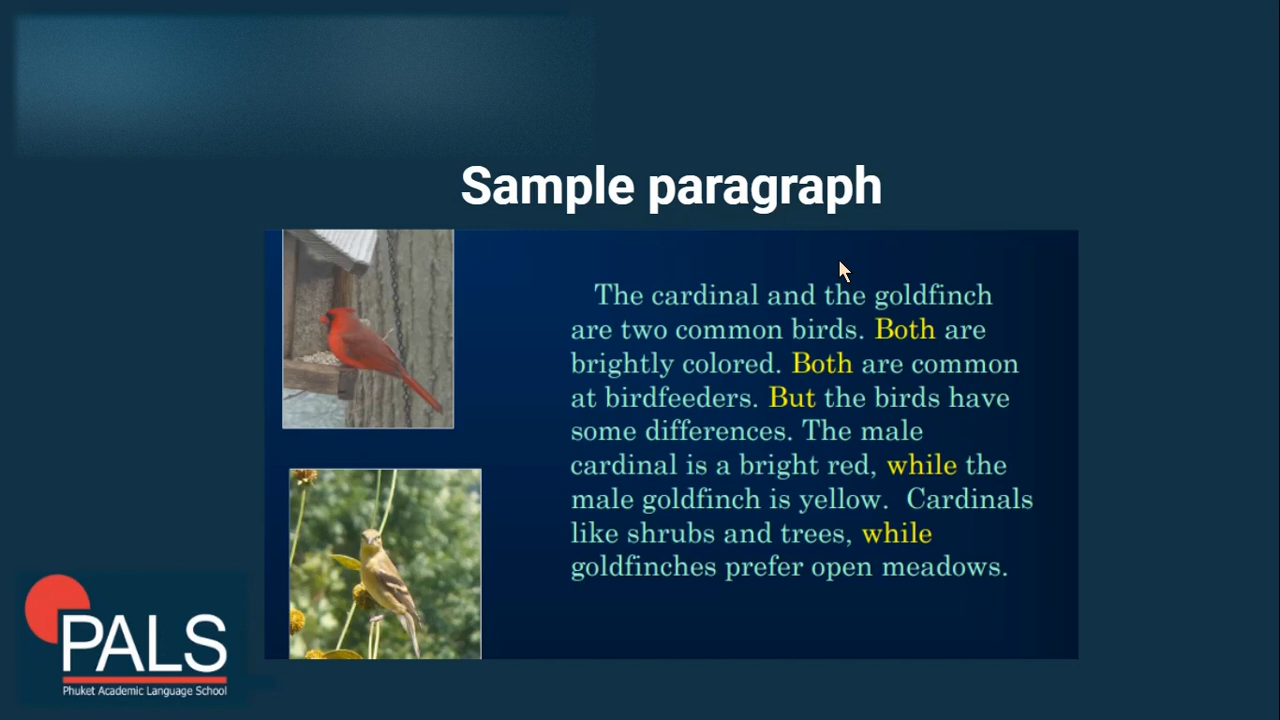 Sample paragraph
The cardinal and the goldfinch
are two common birds. Both are
brightly colored. Both are common
at birdfeeders. But the birds have
some differences. The male
cardinal is a bright red, while the
male goldfinch is yellow.  Cardinals
like shrubs and trees, while
goldfinches prefer open meadows.
PALS
Phuket Academic Language School